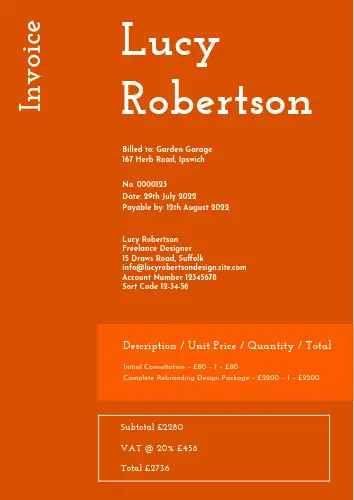 Invoice
Lucy
Robertson
Billed to: Garden Garage
167 Herb Road, Ipswich
No. 0000123
Date: 29th July 2022
Payable by: 12th August 2022
Lucy Robertson
Freelance Designer
15 Draws Road, Suffolk
info@lucyrobertsondesign.site.com
Account Number 12345678
Sort Code 12-34-56
Description / Unit Price / Quantity / Total
Initial Consultation - £80 - 1 - £80
Complete Rebranding Design Package - £2200 - 1 - £2200
Subtotal £2280
VAT @ 20% £456
Total £2736